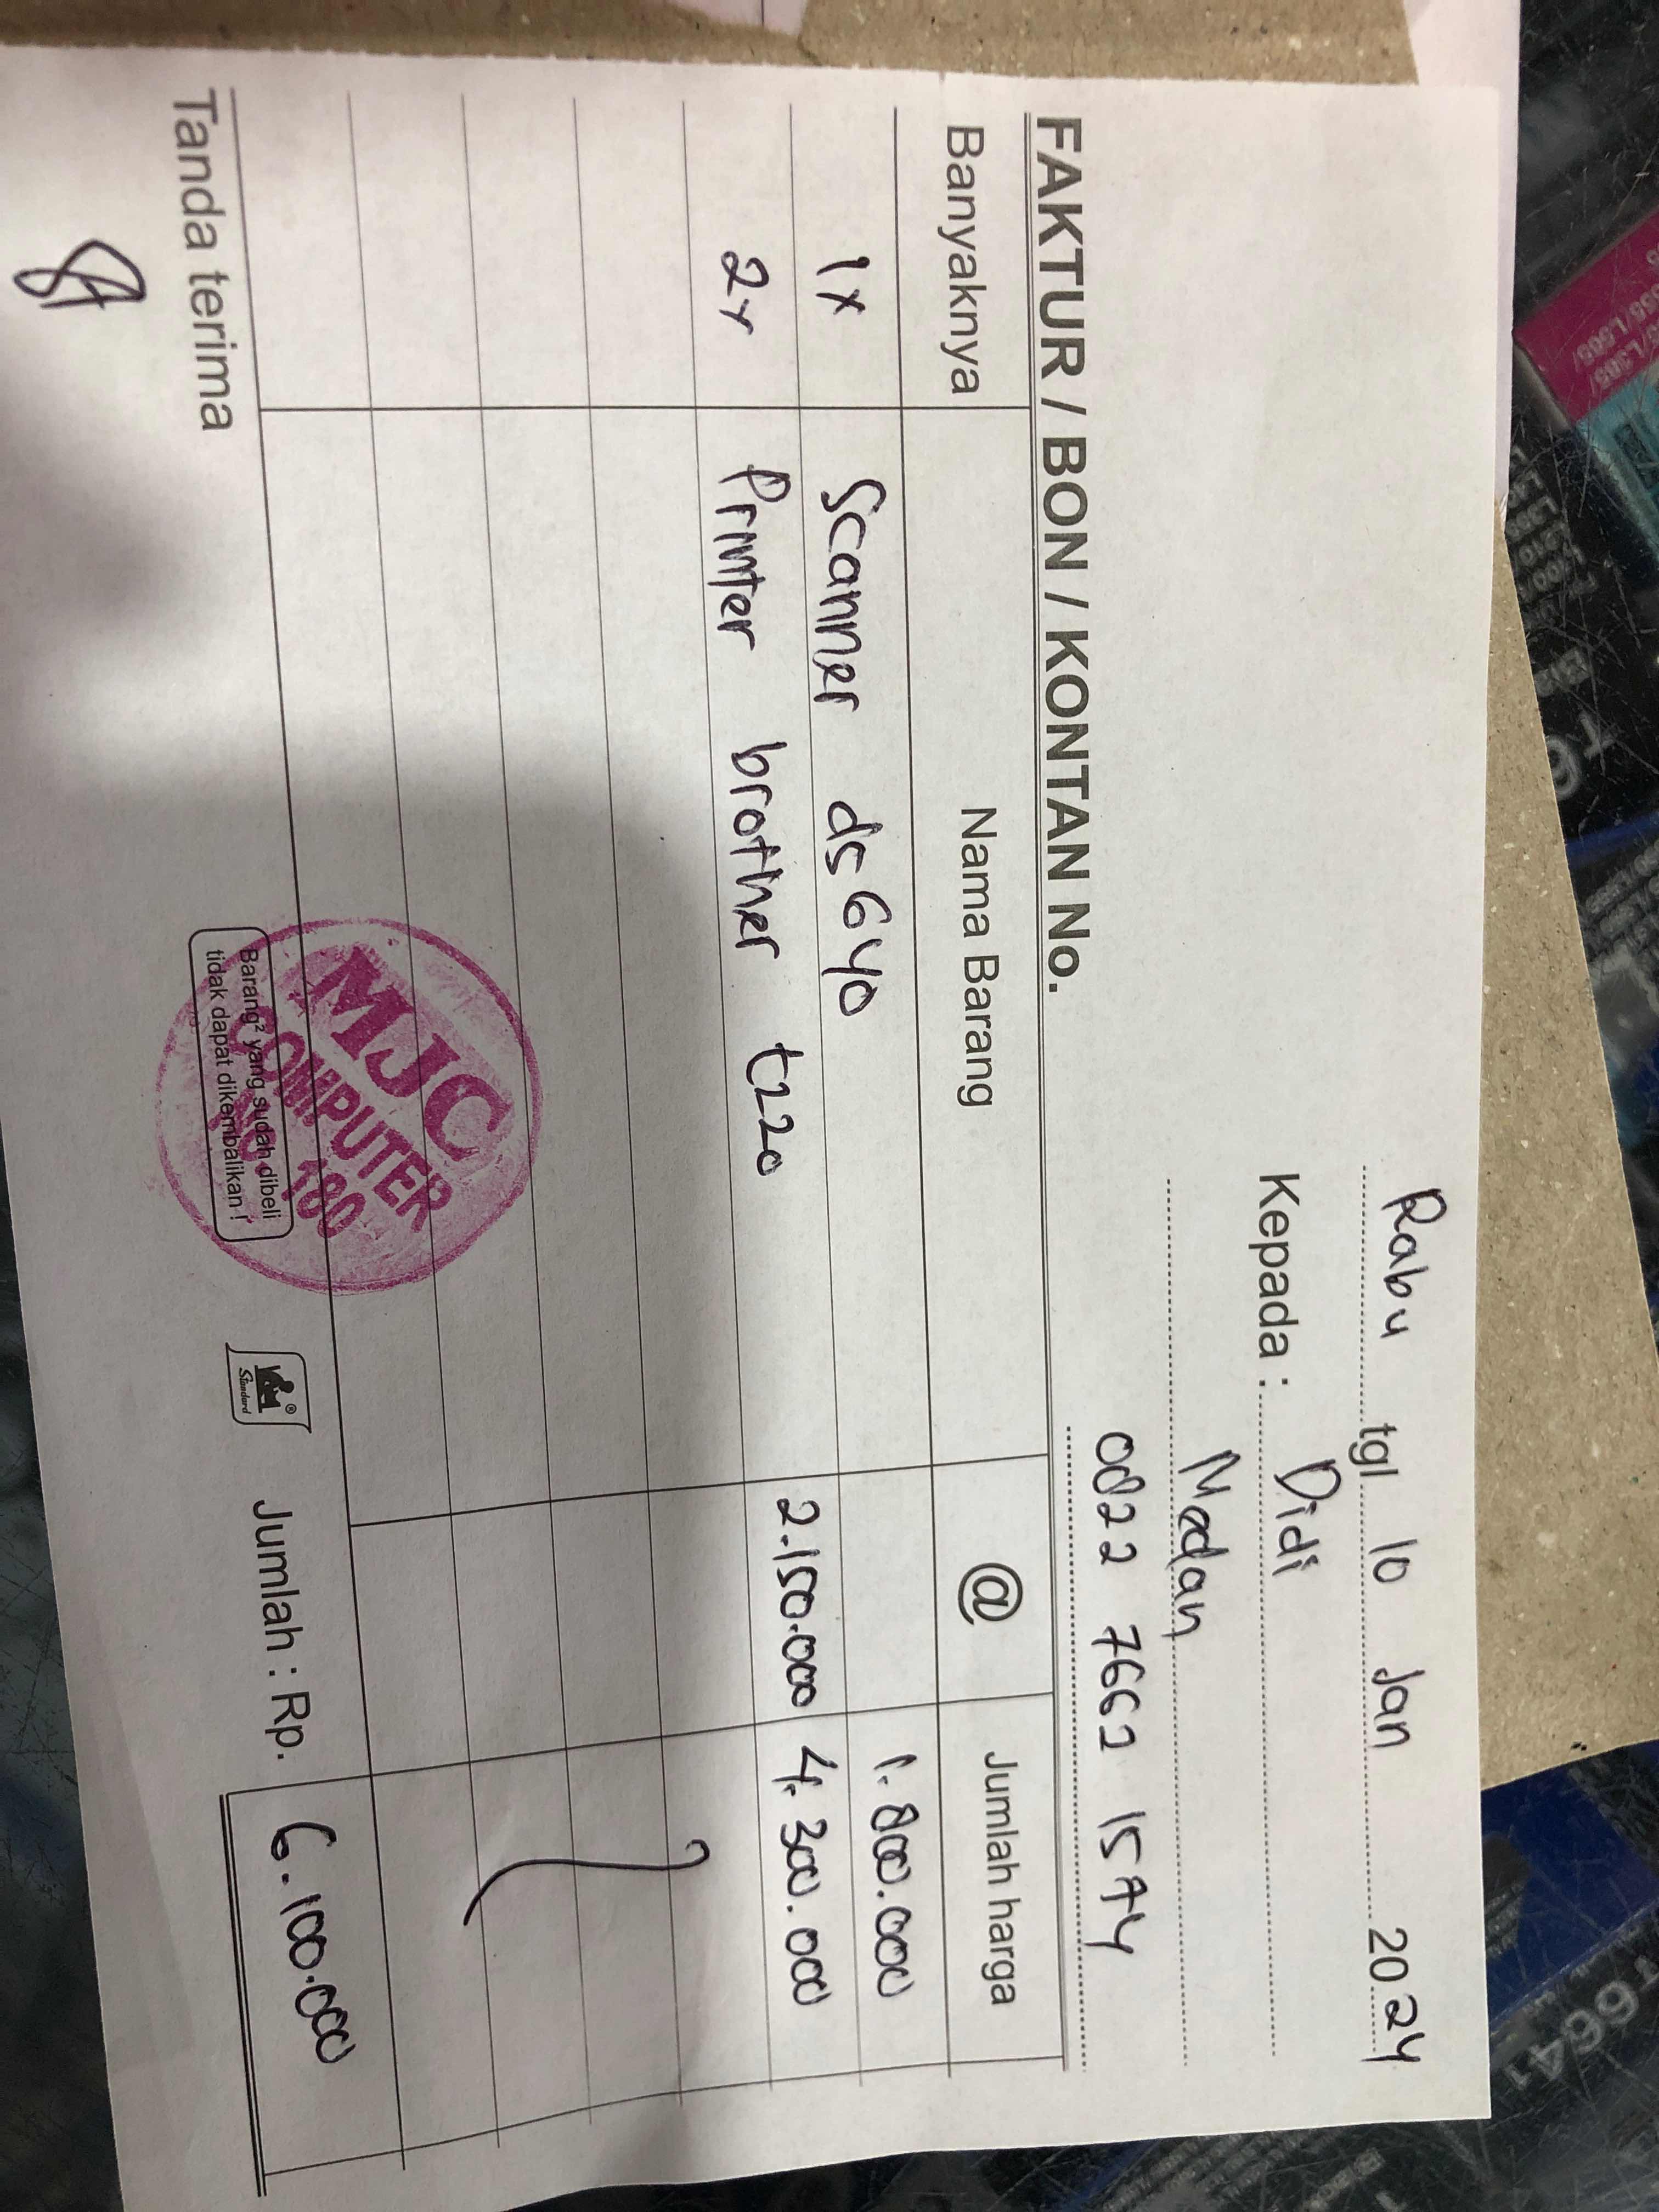 Rabu tgl 10 Jan 2024
Kepada : Didi
Medan
0822 7662 1574
FAKTUR / BON / KONTAN No.
Banyaknya Nama Barang @ Jumlah harga
1x Scanner ds 640 1.800.000
2x Printer brother t220 2.150.000 4.300.000
Tanda terima
MJC
COMPUTER
NO. 180
Barang² yang sudah dibeli
tidak dapat dikembalikan !
Standard
Jumlah : Rp. 6.100.000
6641